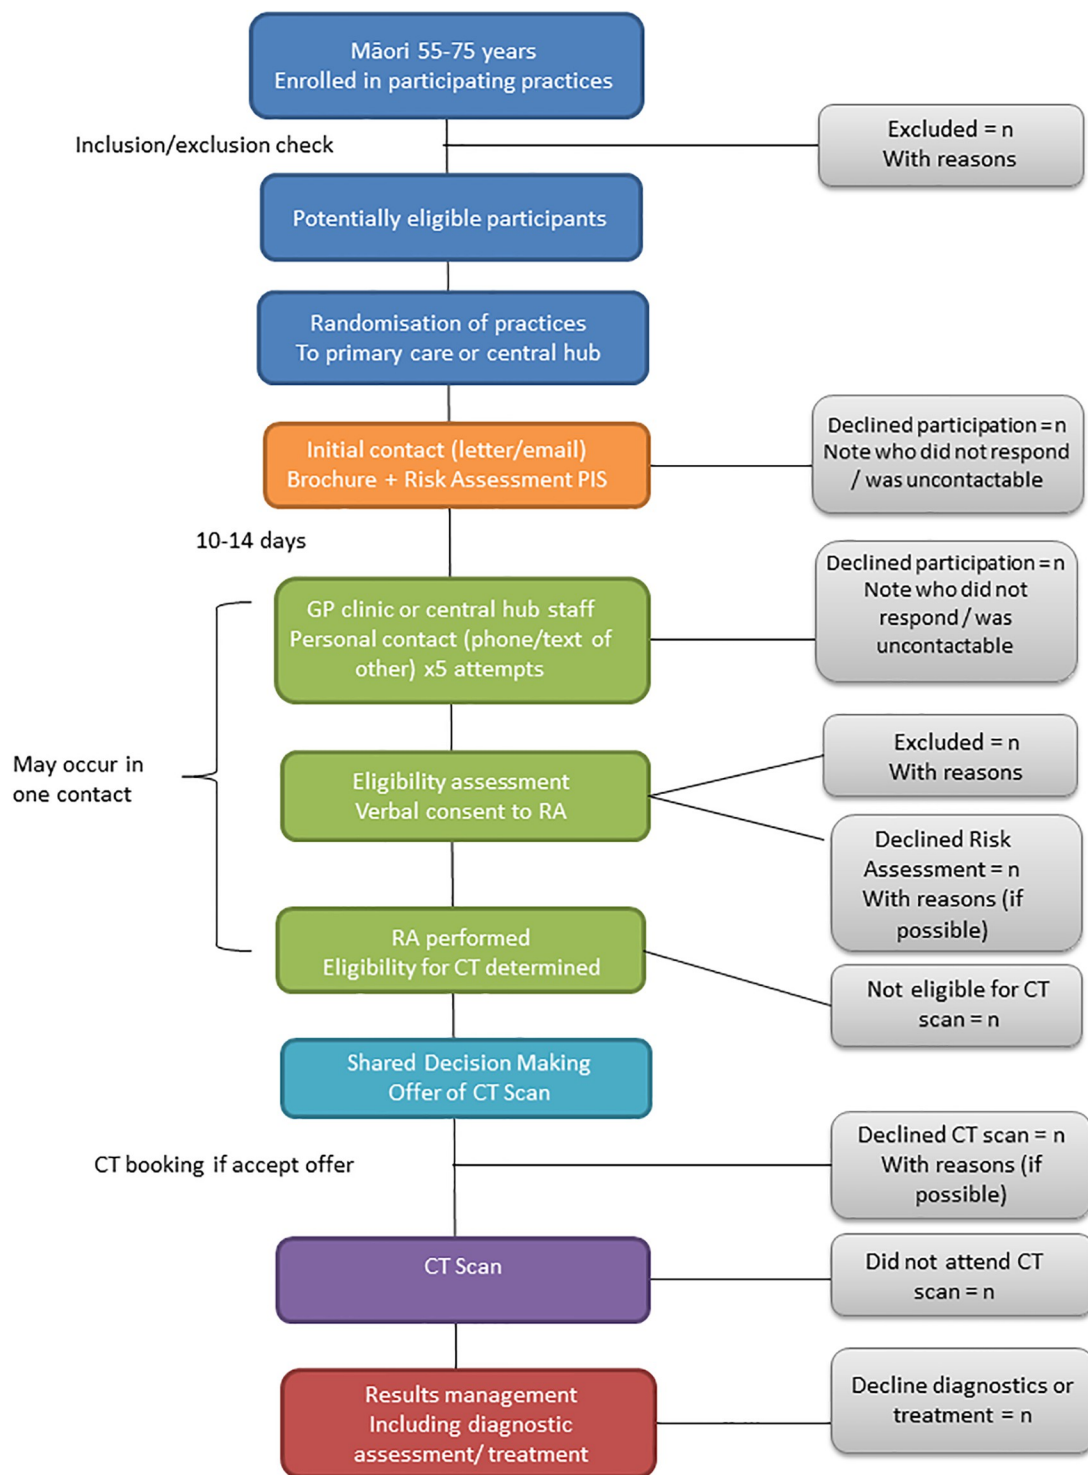 Māori 55-75 years
Enrolled in participating practices
Inclusion/exclusion check
Excluded = n
With reasons
Potentially eligible participants
Randomisation of practices
To primary care or central hub
Initial contact (letter/email)
Brochure + Risk Assessment PIS
Declined participation = n
Note who did not respond
/ was uncontactable
10-14 days
GP clinic or central hub staff
Personal contact (phone/text of
other) x5 attempts
Declined participation = n
Note who did not
respond / was
uncontactable
May occur in
one contact
Eligibility assessment
Verbal consent to RA
Excluded = n
With reasons
Declined Risk
Assessment = n
With reasons (if
possible)
RA performed
Eligibility for CT determined
Not eligible for CT
scan = n
Shared Decision Making
Offer of CT Scan
CT booking if accept offer
Declined CT scan = n
With reasons (if
possible)
CT Scan
Did not attend CT
scan = n
Results management
Including diagnostic
assessment/ treatment
Decline diagnostics or
treatment = n